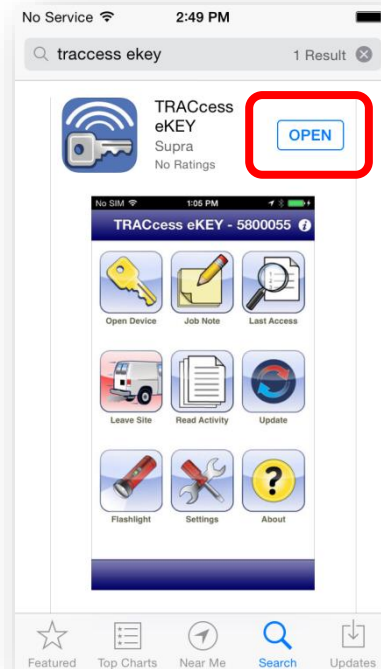 No Service 2:49 PM
traccess ekey 1 Result
TRACcess
eKEY
Supra
No Ratings
OPEN
No SIM 1:05 PM
TRACcess eKEY - 5800055
Open Device Job Note Last Access
Leave Site Read Activity Update
Flashlight Settings About
Featured Top Charts Near Me Search Updates